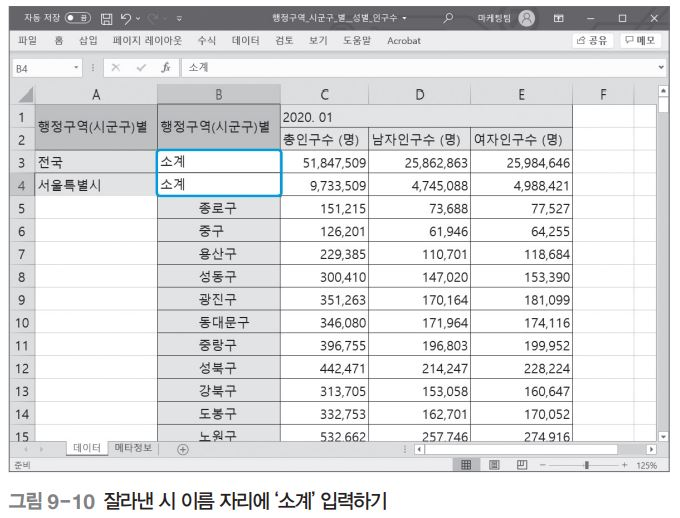 자동 저장 끔 행정구역_시군구_별__성별_인구수 마케팅팀
파일 홈 삽입 페이지 레이아웃 수식 데이터 검토 보기 도움말 Acrobat 공유 메모
B4 fx 소계
A B C D E F
1 행정구역(시군구)별 행정구역(시군구)별 2020. 01
2 총인구수 (명) 남자인구수 (명) 여자인구수 (명)
3 전국 소계 51,847,509 25,862,863 25,984,646
4 서울특별시 소계 9,733,509 4,745,088 4,988,421
5 종로구 151,215 73,688 77,527
6 중구 126,201 61,946 64,255
7 용산구 229,385 110,701 118,684
8 성동구 300,410 147,020 153,390
9 광진구 351,263 170,164 181,099
10 동대문구 346,080 171,964 174,116
11 중랑구 396,755 196,803 199,952
12 성북구 442,471 214,247 228,224
13 강북구 313,705 153,058 160,647
14 도봉구 332,753 162,701 170,052
15 노원구 532,662 257,746 274,916
데이터 메타정보
준비 125%
그림 9-10 잘라낸 시 이름 자리에 ‘소계’ 입력하기